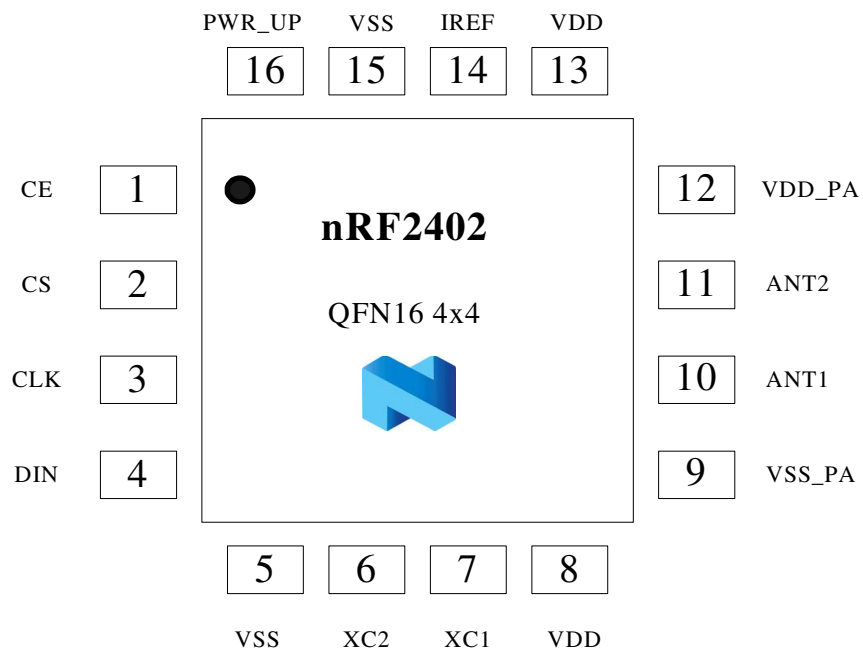 PWR_UP VSS IREF VDD
16 15 14 13
CE 1 12 VDD_PA
nRF2402
CS 2 11 ANT2
QFN16 4x4
CLK 3 10 ANT1
DIN 4 9 VSS_PA
5 6 7 8
VSS XC2 XC1 VDD